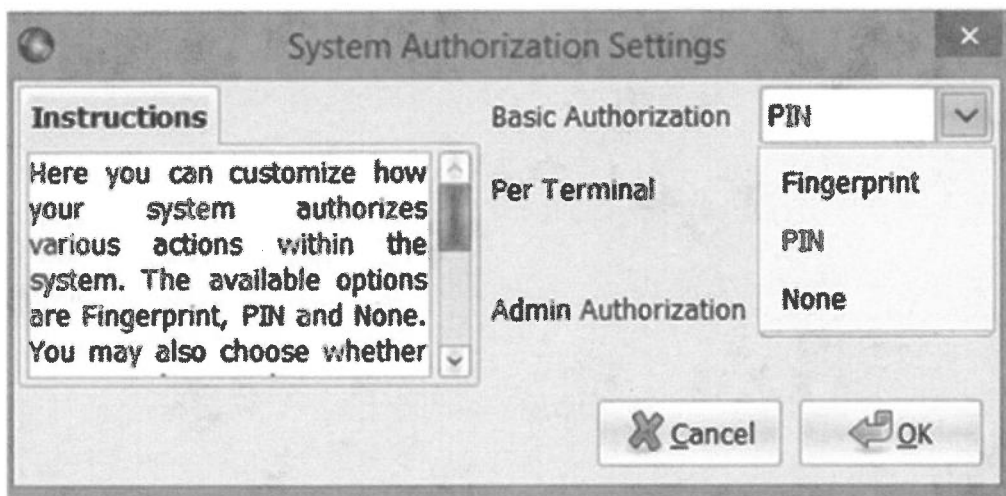 System Authorization Settings
Instructions
Here you can customize how
your system authorizes
various actions within the
system. The available options
are Fingerprint, PIN and None.
You may also choose whether
Basic Authorization
PIN
Per Terminal
Fingerprint
PIN
None
Admin Authorization
Cancel
OK